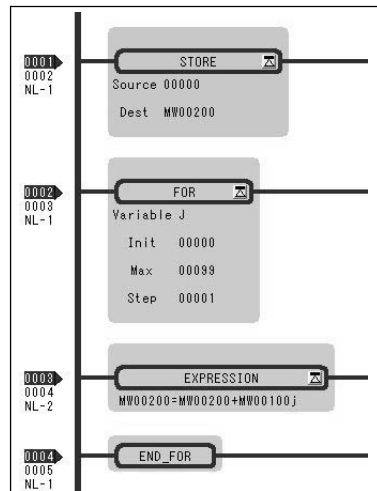 0001
0002
NL-1
STORE
Source 00000
Dest MW00200
0002
0003
NL-1
FOR
Variable J
Init 00000
Max 00099
Step 00001
0003
0004
NL-2
EXPRESSION
MW00200=MW00200+MW00100j
0004
0005
NL-1
END_FOR